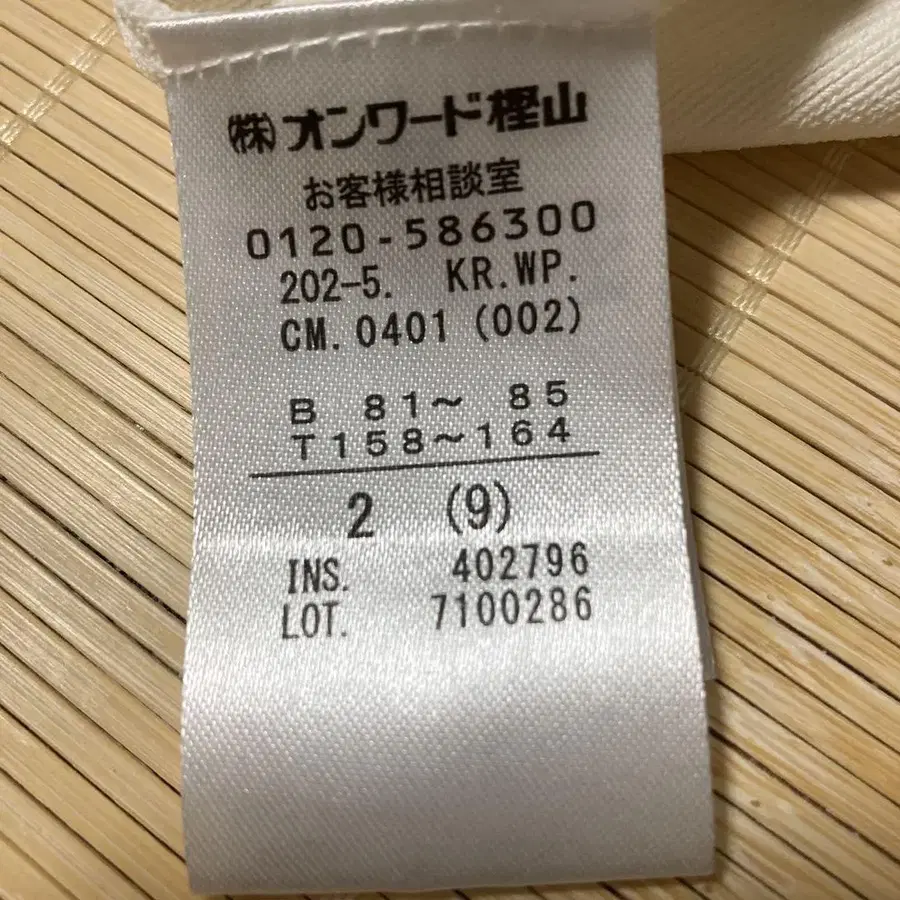 ㈱オンワード樫山
お客様相談室
0120-586300
202-5. KR.WP.
CM. 0401 (002)
B 81~ 85
T158~164
2 (9)
INS. 402796
LOT. 7100286